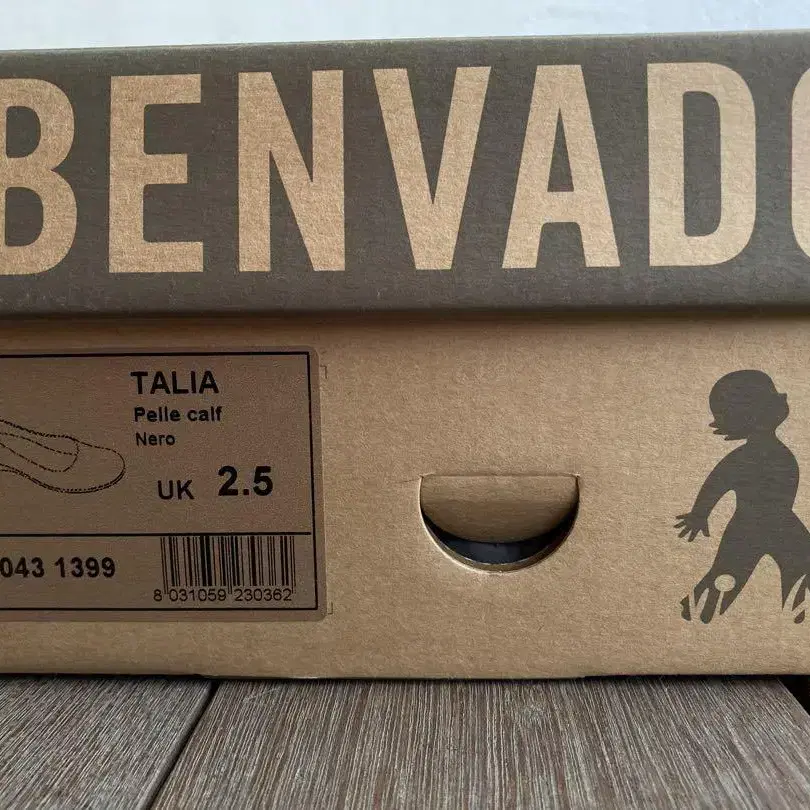 BENVADO
TALIA
Pelle calf
Nero
UK 2.5
043 1399
8 031059 230362